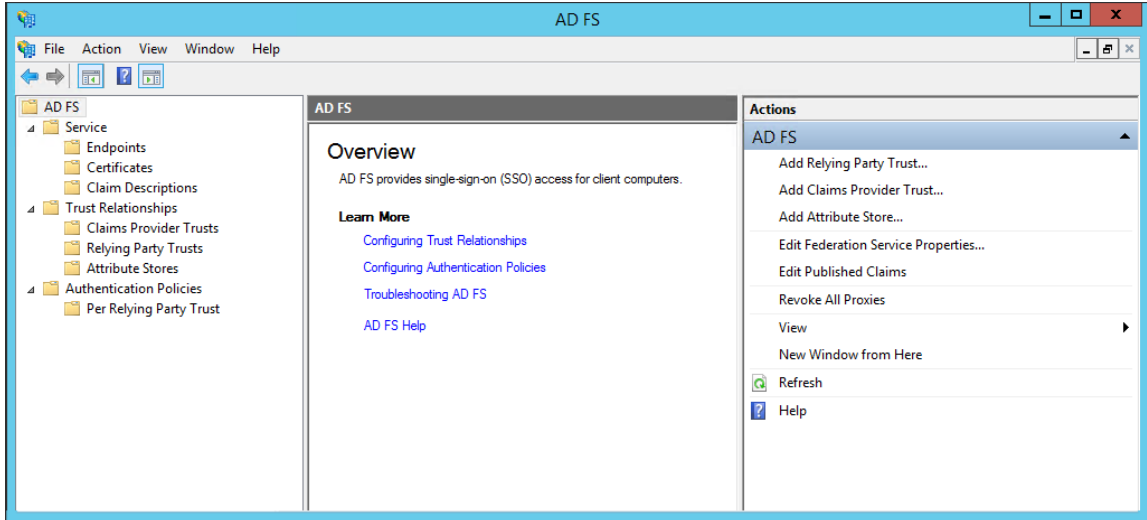 AD FS
File Action View Window Help
AD FS
Service
Endpoints
Certificates
Claim Descriptions
Trust Relationships
Claims Provider Trusts
Relying Party Trusts
Attribute Stores
Authentication Policies
Per Relying Party Trust
AD FS
Overview
AD FS provides single-sign-on (SSO) access for client computers.
Learn More
Configuring Trust Relationships
Configuring Authentication Policies
Troubleshooting AD FS
AD FS Help
Actions
AD FS
Add Relying Party Trust...
Add Claims Provider Trust...
Add Attribute Store...
Edit Federation Service Properties...
Edit Published Claims
Revoke All Proxies
View
New Window from Here
Refresh
Help